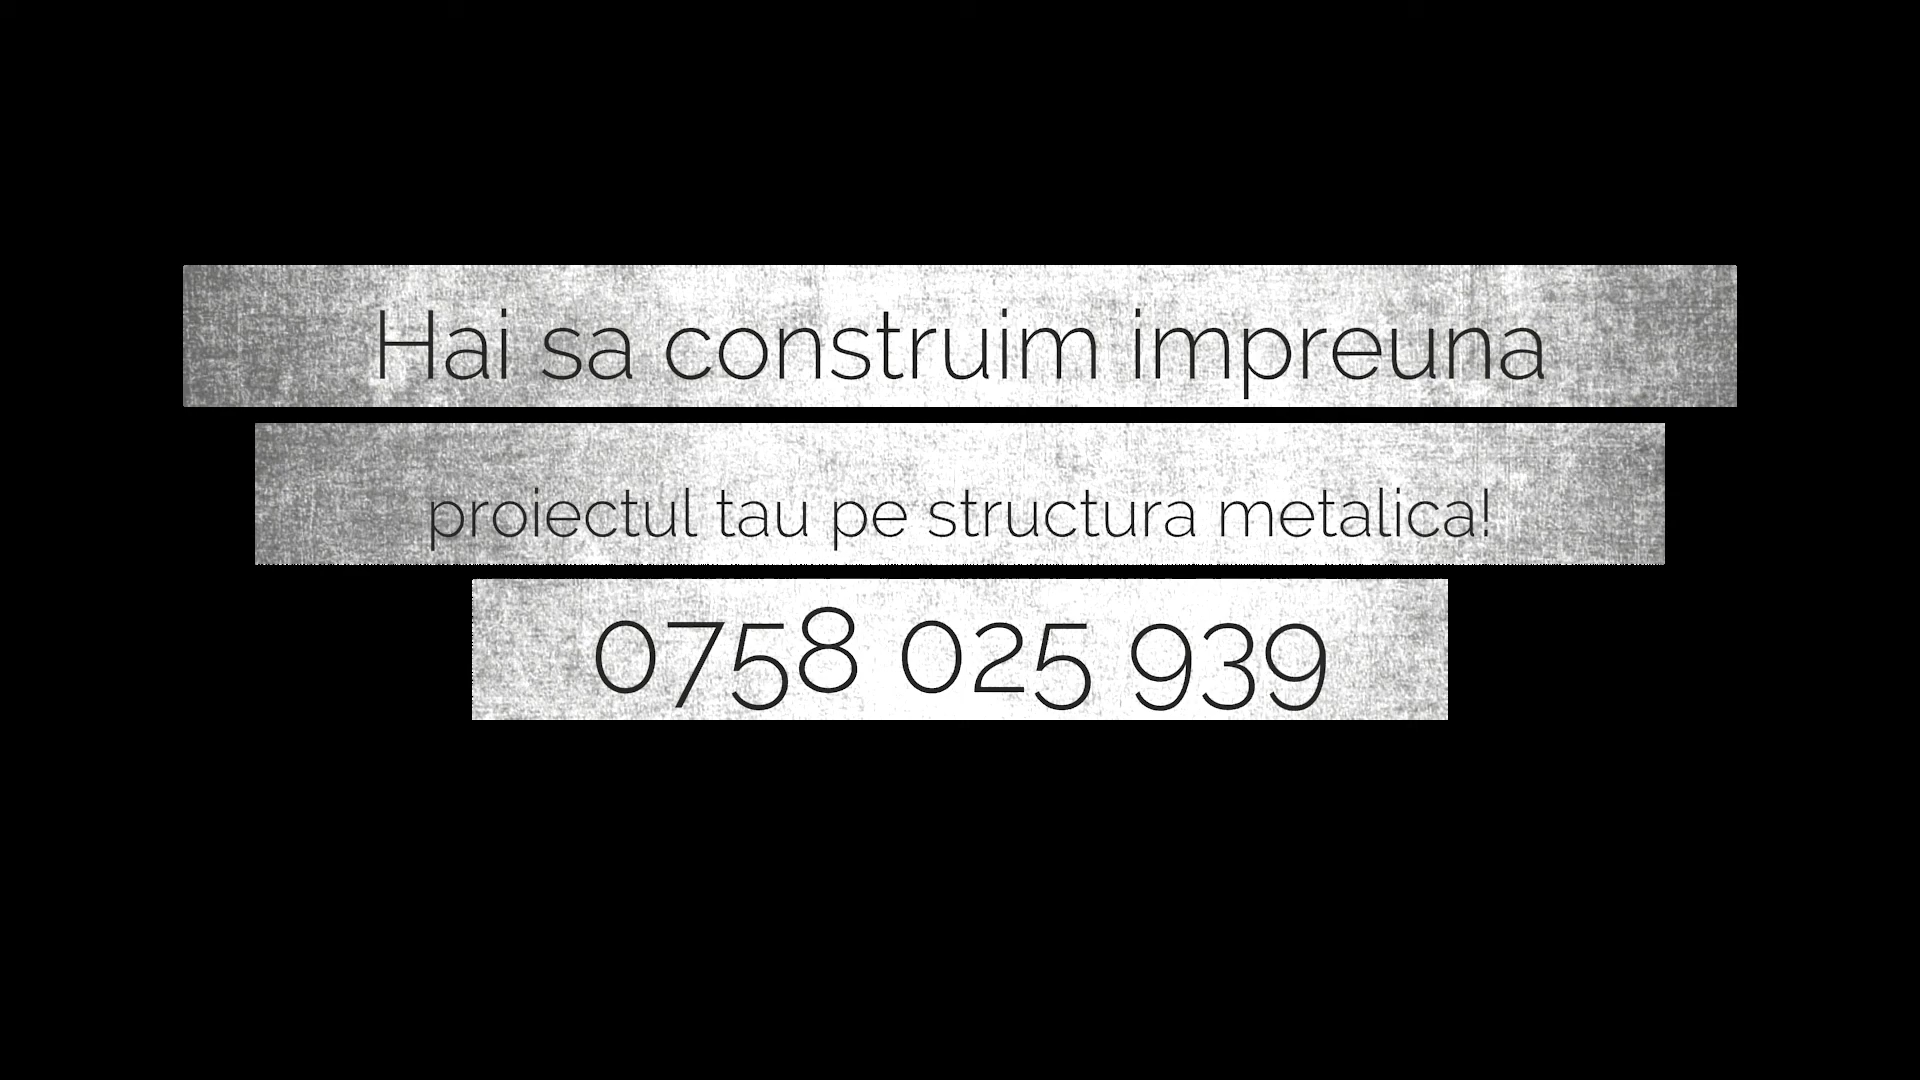 Hai sa construim impreuna
proiectul tau pe structura metalica!
0758 025 939